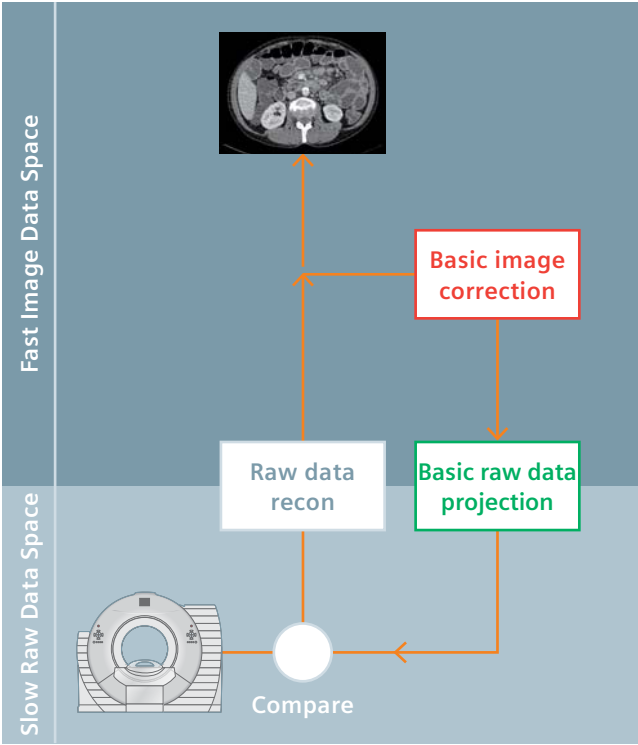 Fast Image Data Space
Basic image
correction
Raw data
recon
Basic raw data
projection
Slow Raw Data Space
Compare